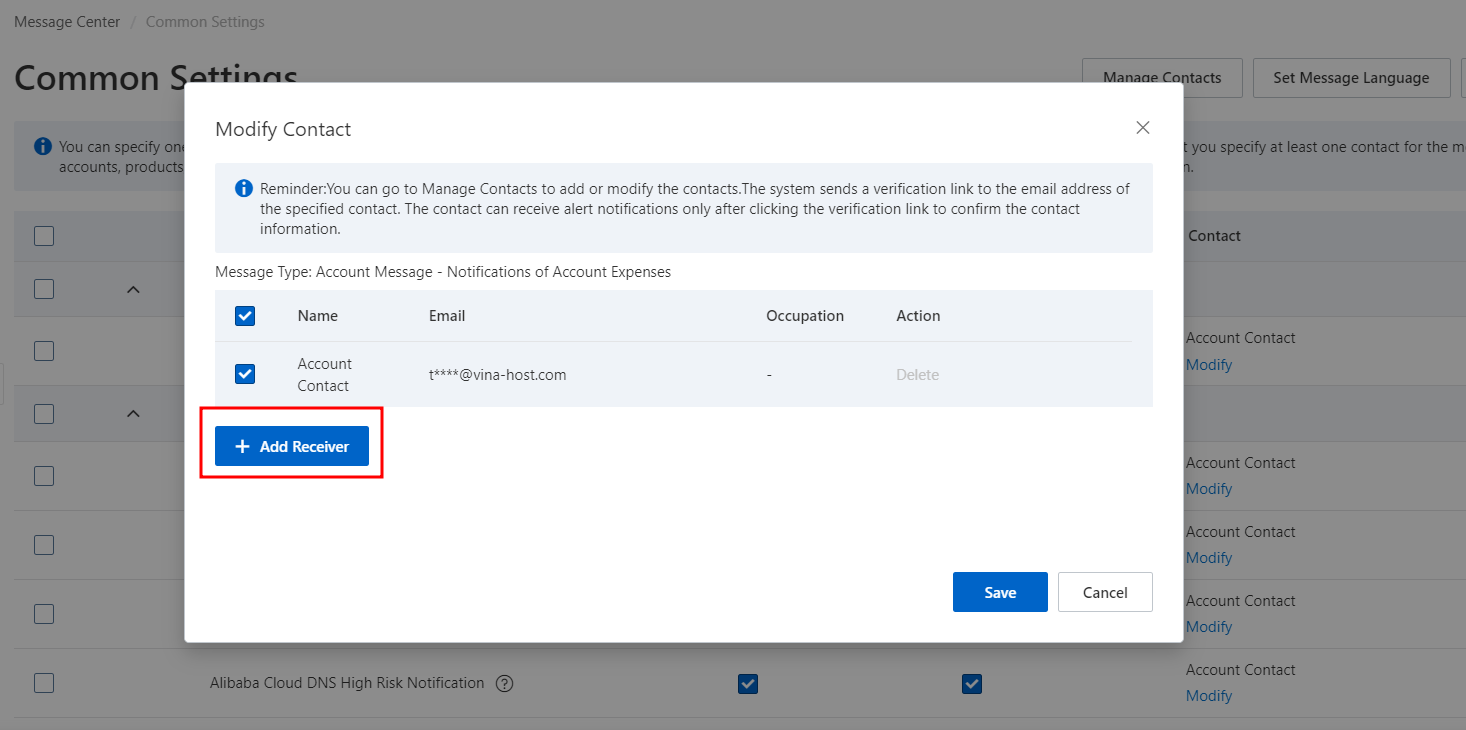 Message Center / Common Settings
Common Settings
Manage Contacts
Set Message Language
You can specify one
accounts, products
t you specify at least one contact for the m
n.
Modify Contact
Reminder:You can go to Manage Contacts to add or modify the contacts.The system sends a verification link to the email address of
the specified contact. The contact can receive alert notifications only after clicking the verification link to confirm the contact
information.
Message Type: Account Message - Notifications of Account Expenses
Name Email Occupation Action
Account
Contact
t****@vina-host.com - Delete
+ Add Receiver
Save Cancel
Contact
Account Contact
Modify
Account Contact
Modify
Account Contact
Modify
Account Contact
Modify
Alibaba Cloud DNS High Risk Notification
Account Contact
Modify